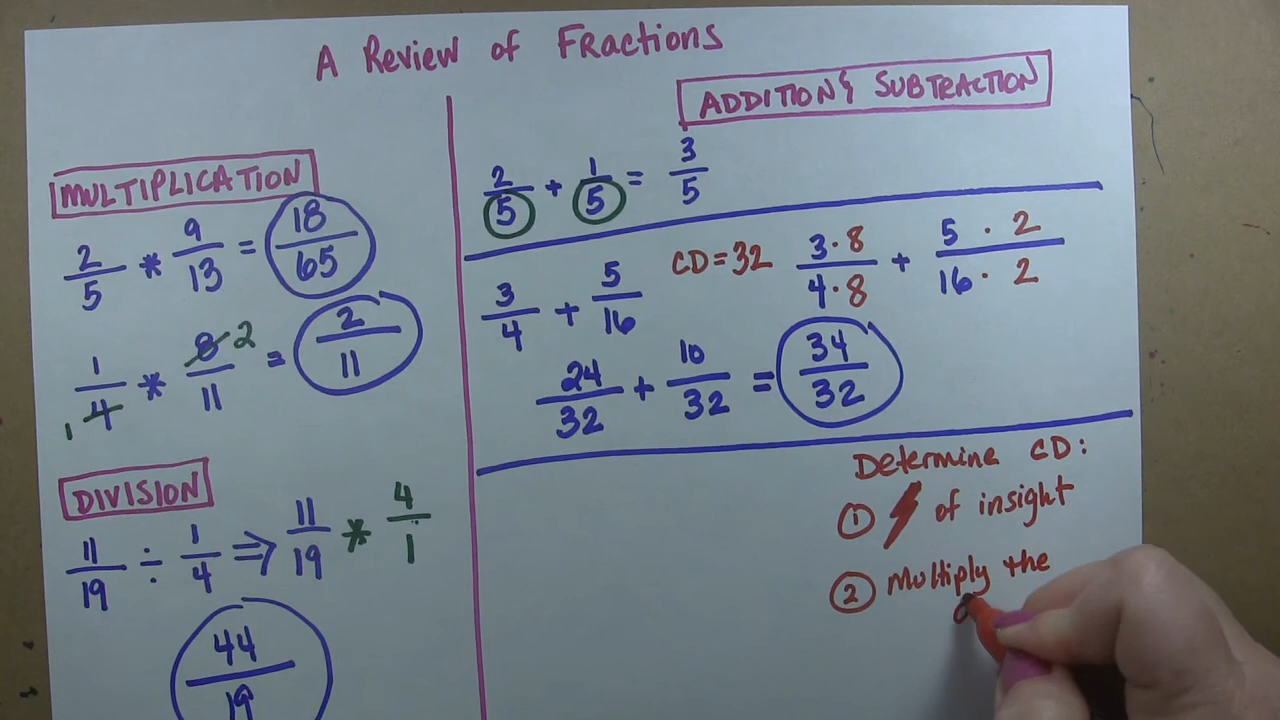 A Review of Fractions
MULTIPLICATION
2/5 * 9/13 = 18/65
1/4 1 * 8/11 2 = 2/11
DIVISION
11/19 ÷ 1/4 ⇒ 11/19 * 4/1
44/19
ADDITION & SUBTRACTION
2/5 + 1/5 = 3/5
3/4 + 5/16 CD=32 3·8/4·8 + 5·2/16·2
24/32 + 10/32 = 34/32
Determine CD:
① of insight
② Multiply the